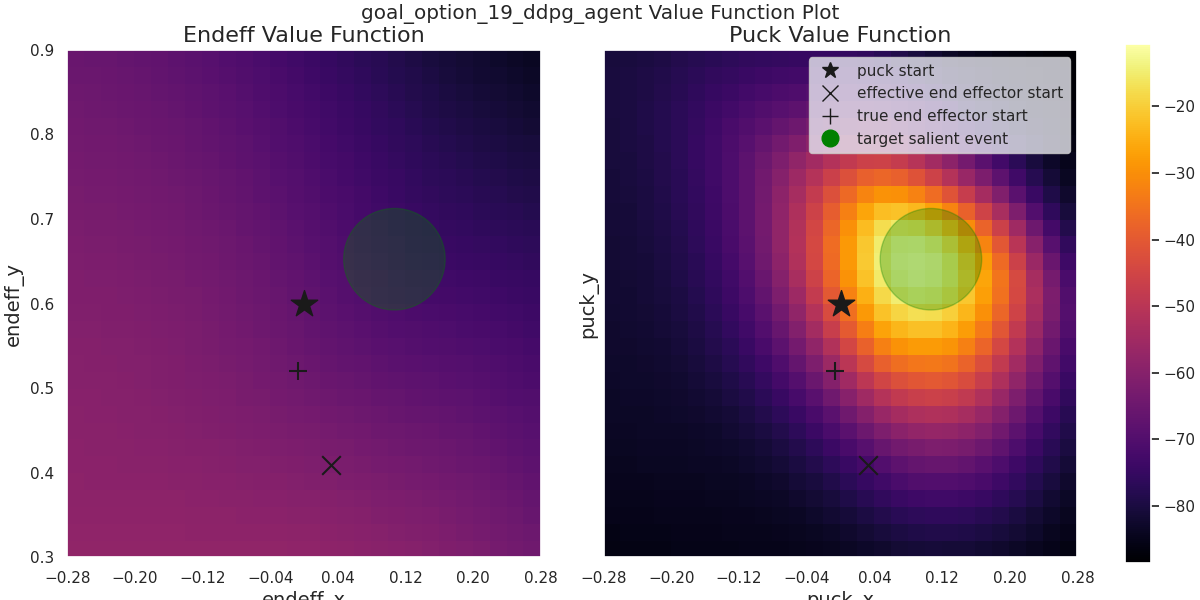 goal_option_19_ddpg_agent Value Function Plot
Endeff Value Function
Puck Value Function
puck start
effective end effector start
true end effector start
target salient event
endeff_y
0.9
0.8
0.7
0.6
0.5
0.4
0.3
−0.28 −0.20 −0.12 −0.04 0.04 0.12 0.20 0.28
endeff_x
puck_y
−0.28 −0.20 −0.12 −0.04 0.04 0.12 0.20 0.28
puck_x
−20
−30
−40
−50
−60
−70
−80